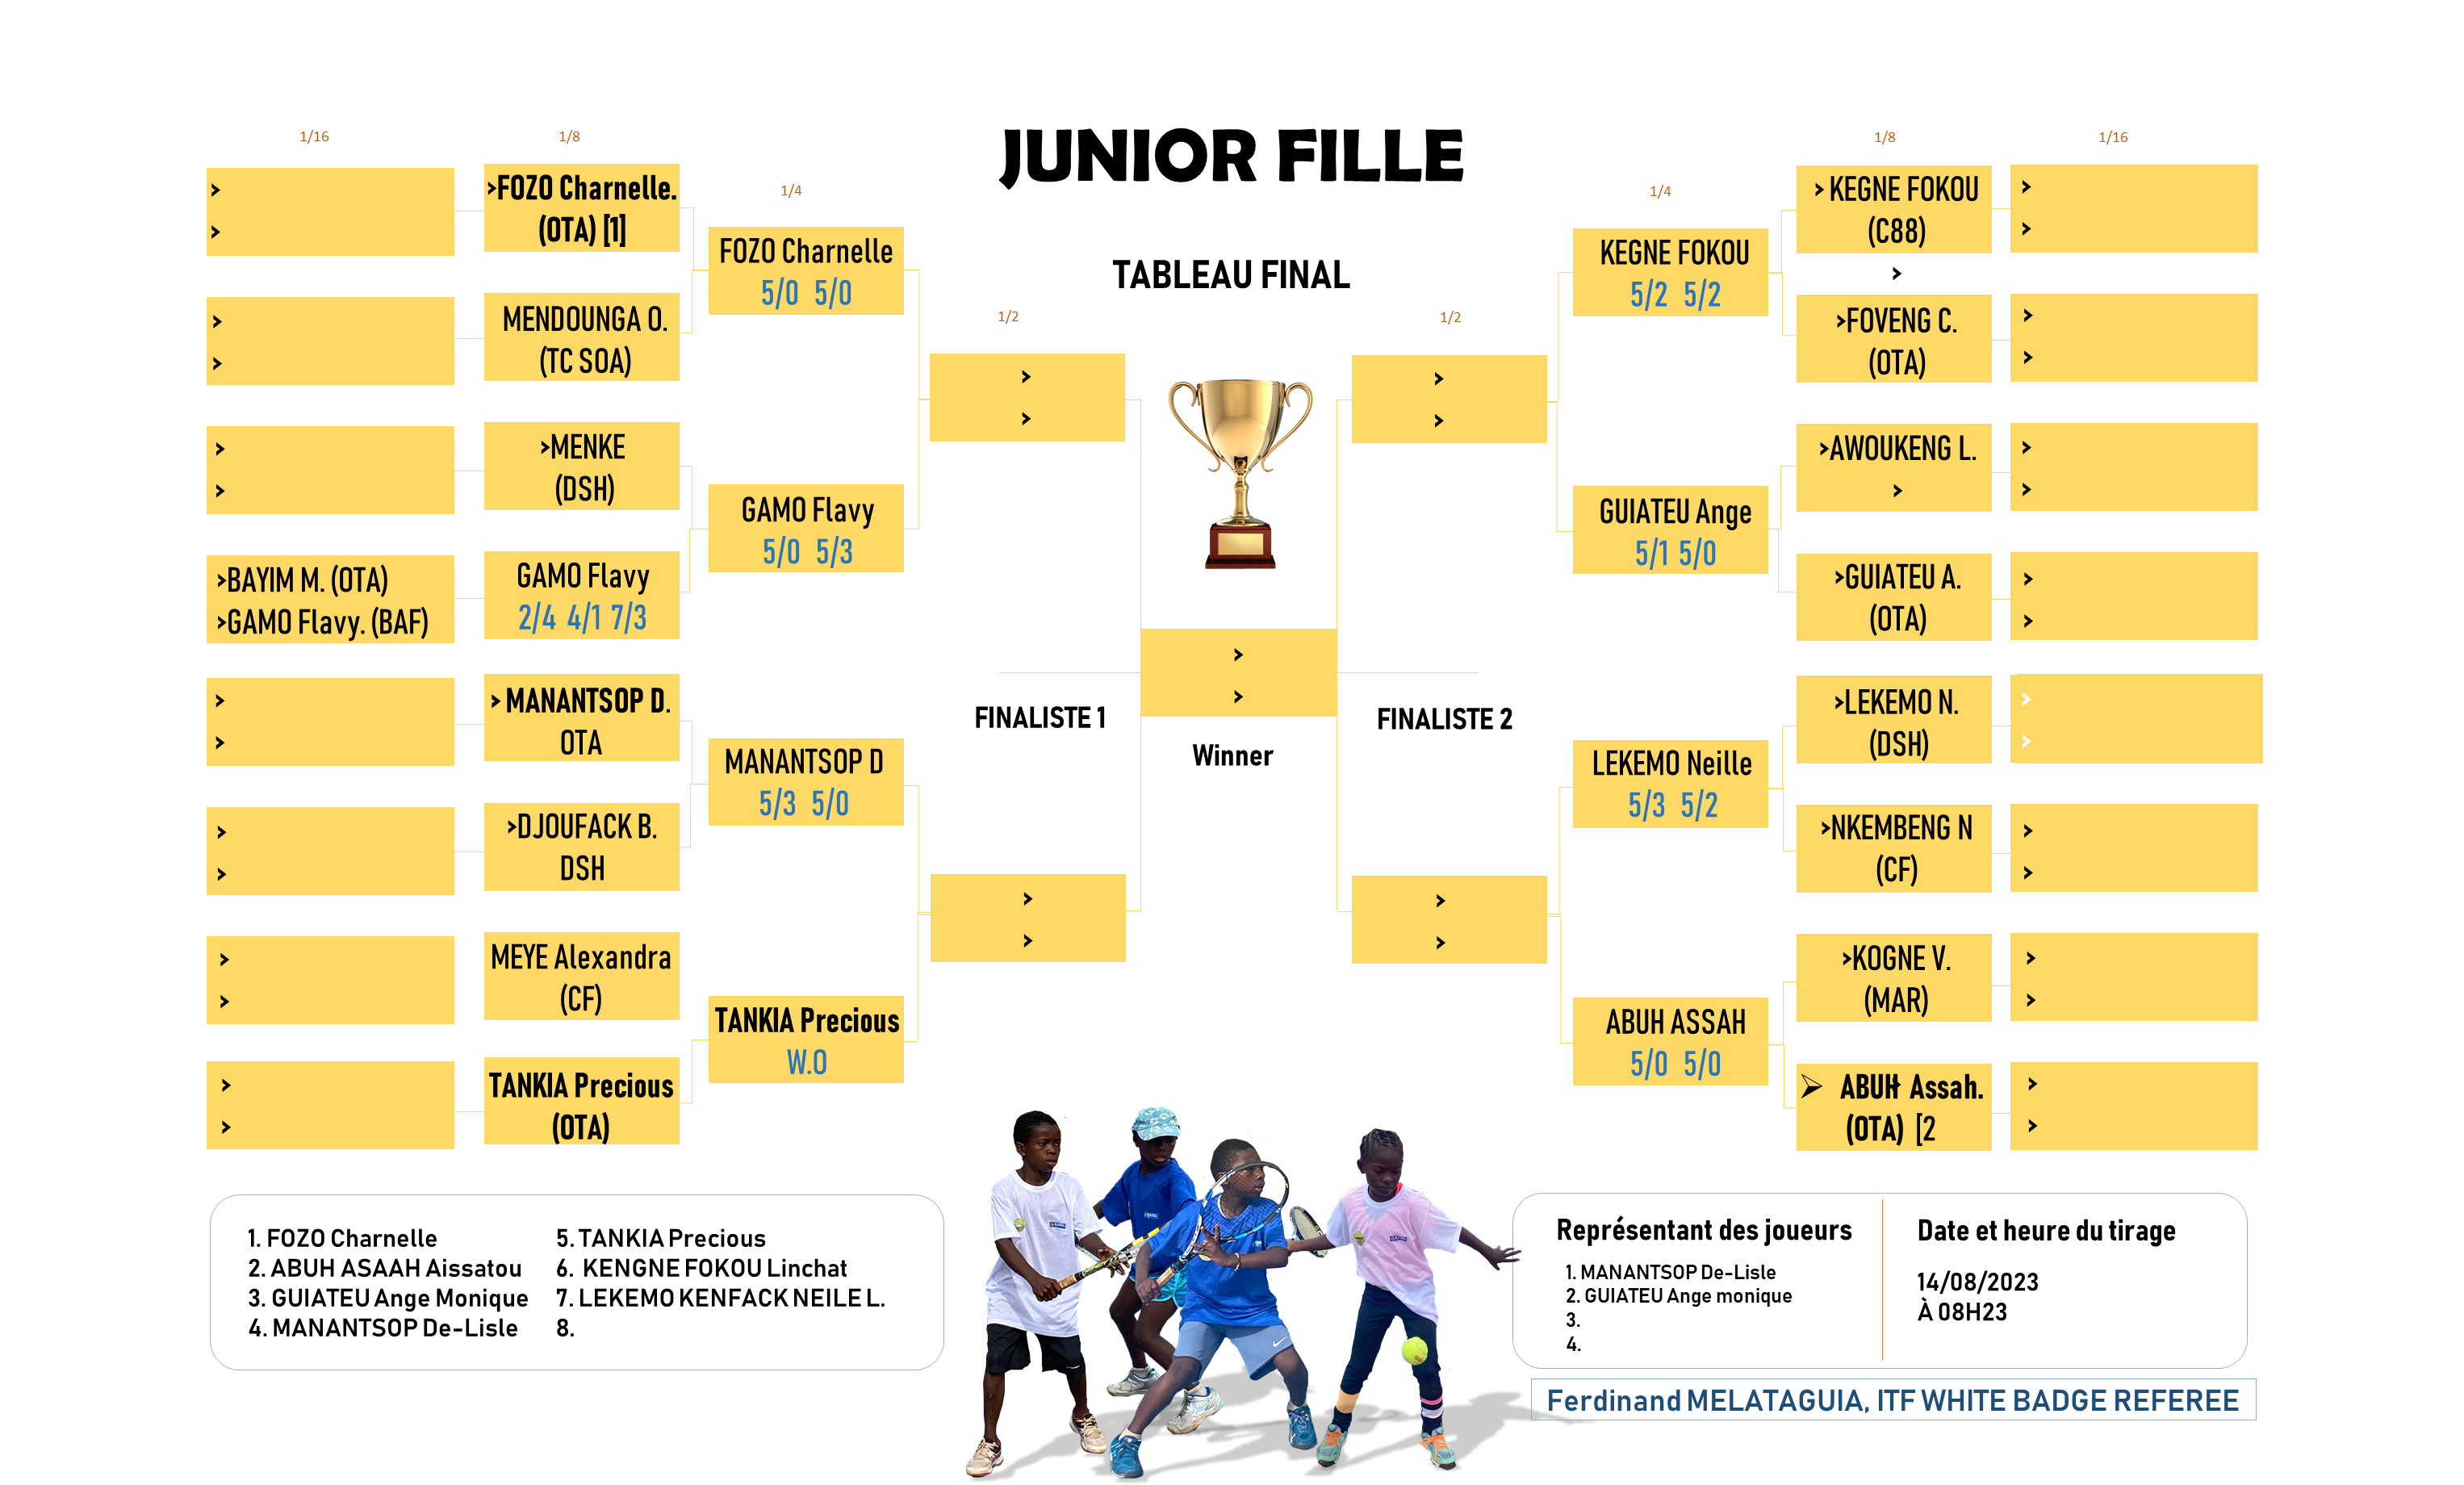 JUNIOR FILLE
TABLEAU FINAL
1/16
1/8
1/4
1/2
1/2
1/4
1/8
1/16
>BAYIM M. (OTA)
>GAMO Flavy. (BAF)
>FOZO Charnelle.
(OTA) [1]
MENDOUNGA O.
(TC SOA)
>MENKE
(DSH)
GAMO Flavy
2/4 4/1 7/3
> MANANTSOP D.
OTA
>DJOUFACK B.
DSH
MEYE Alexandra
(CF)
TANKIA Precious
(OTA)
FOZO Charnelle
5/0 5/0
GAMO Flavy
5/0 5/3
MANANTSOP D
5/3 5/0
TANKIA Precious
W.O
FINALISTE 1
Winner
FINALISTE 2
KEGNE FOKOU
5/2 5/2
GUIATEU Ange
5/1 5/0
LEKEMO Neille
5/3 5/2
ABUH ASSAH
5/0 5/0
> KEGNE FOKOU
(C88)
>
>FOVENG C.
(OTA)
>AWOUKENG L.
>
>GUIATEU A.
(OTA)
>LEKEMO N.
(DSH)
>NKEMBENG N
(CF)
>KOGNE V.
(MAR)
➢ ABUH Assah.
(OTA) [2
1. FOZO Charnelle
2. ABUH ASAAH Aissatou
3. GUIATEU Ange Monique
4. MANANTSOP De-Lisle
5. TANKIA Precious
6. KENGNE FOKOU Linchat
7. LEKEMO KENFACK NEILE L.
8.
Représentant des joueurs
1. MANANTSOP De-Lisle
2. GUIATEU Ange monique
3.
4.
Date et heure du tirage
14/08/2023
À 08H23
Ferdinand MELATAGUIA, ITF WHITE BADGE REFEREE